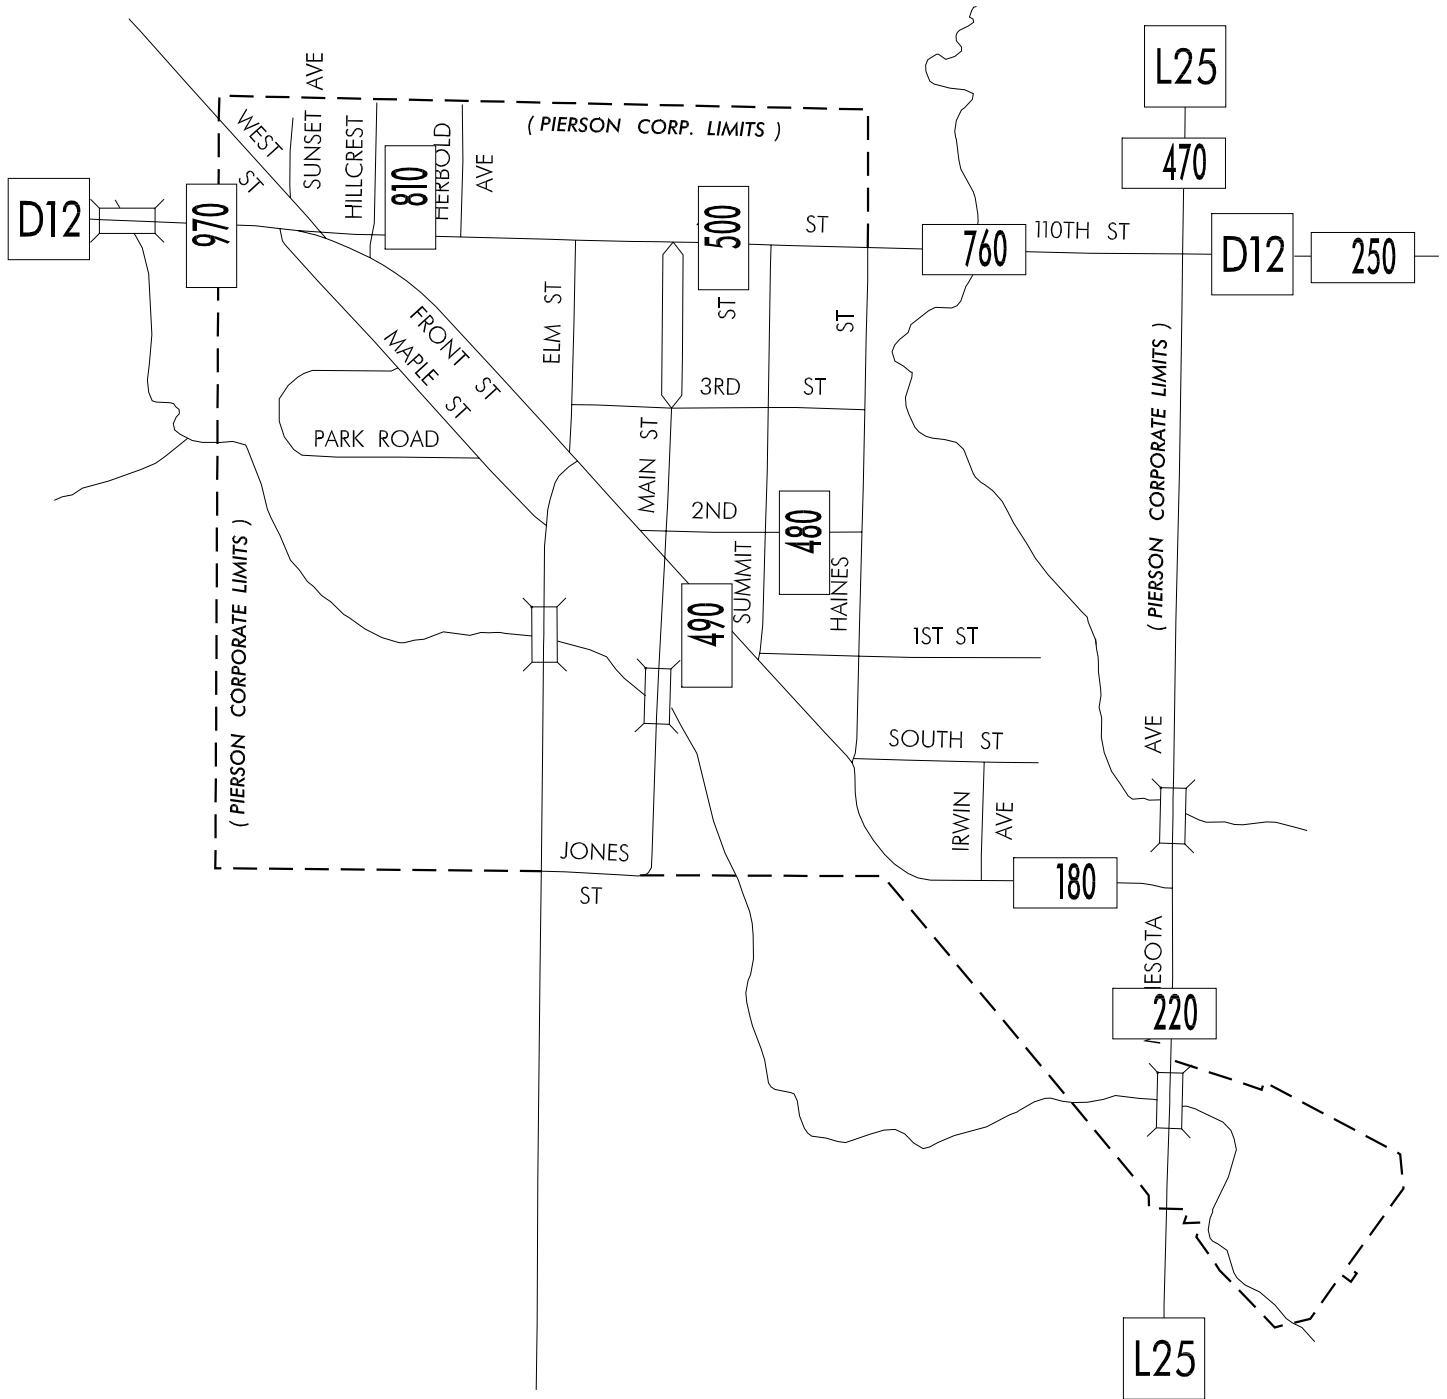 L25
470
D12
250
110TH ST
760
( PIERSON CORP. LIMITS )
WEST ST
SUNSET AVE
HILLCREST
810
HERBOLD AVE
D12
970
500
ST
ST
ST
FRONT ST
MAPLE ST
ELM ST
3RD ST
PARK ROAD
MAIN ST
2ND
480
SUMMIT
HAINES
490
1ST ST
SOUTH ST
IRWIN AVE
180
JONES ST
( PIERSON CORPORATE LIMITS )
( PIERSON CORPORATE LIMITS )
AVE
ESOTA
220
L25